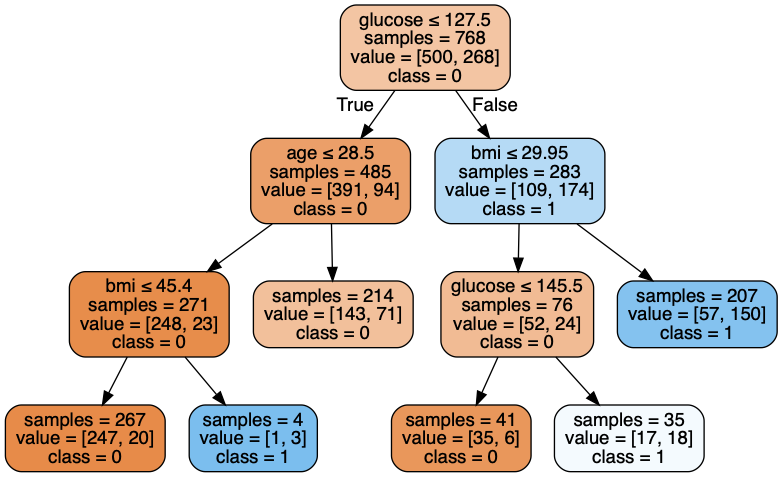 glucose ≤ 127.5
samples = 768
value = [500, 268]
class = 0
True
False
age ≤ 28.5
samples = 485
value = [391, 94]
class = 0
bmi ≤ 29.95
samples = 283
value = [109, 174]
class = 1
bmi ≤ 45.4
samples = 271
value = [248, 23]
class = 0
samples = 214
value = [143, 71]
class = 0
glucose ≤ 145.5
samples = 76
value = [52, 24]
class = 0
samples = 207
value = [57, 150]
class = 1
samples = 267
value = [247, 20]
class = 0
samples = 4
value = [1, 3]
class = 1
samples = 41
value = [35, 6]
class = 0
samples = 35
value = [17, 18]
class = 1